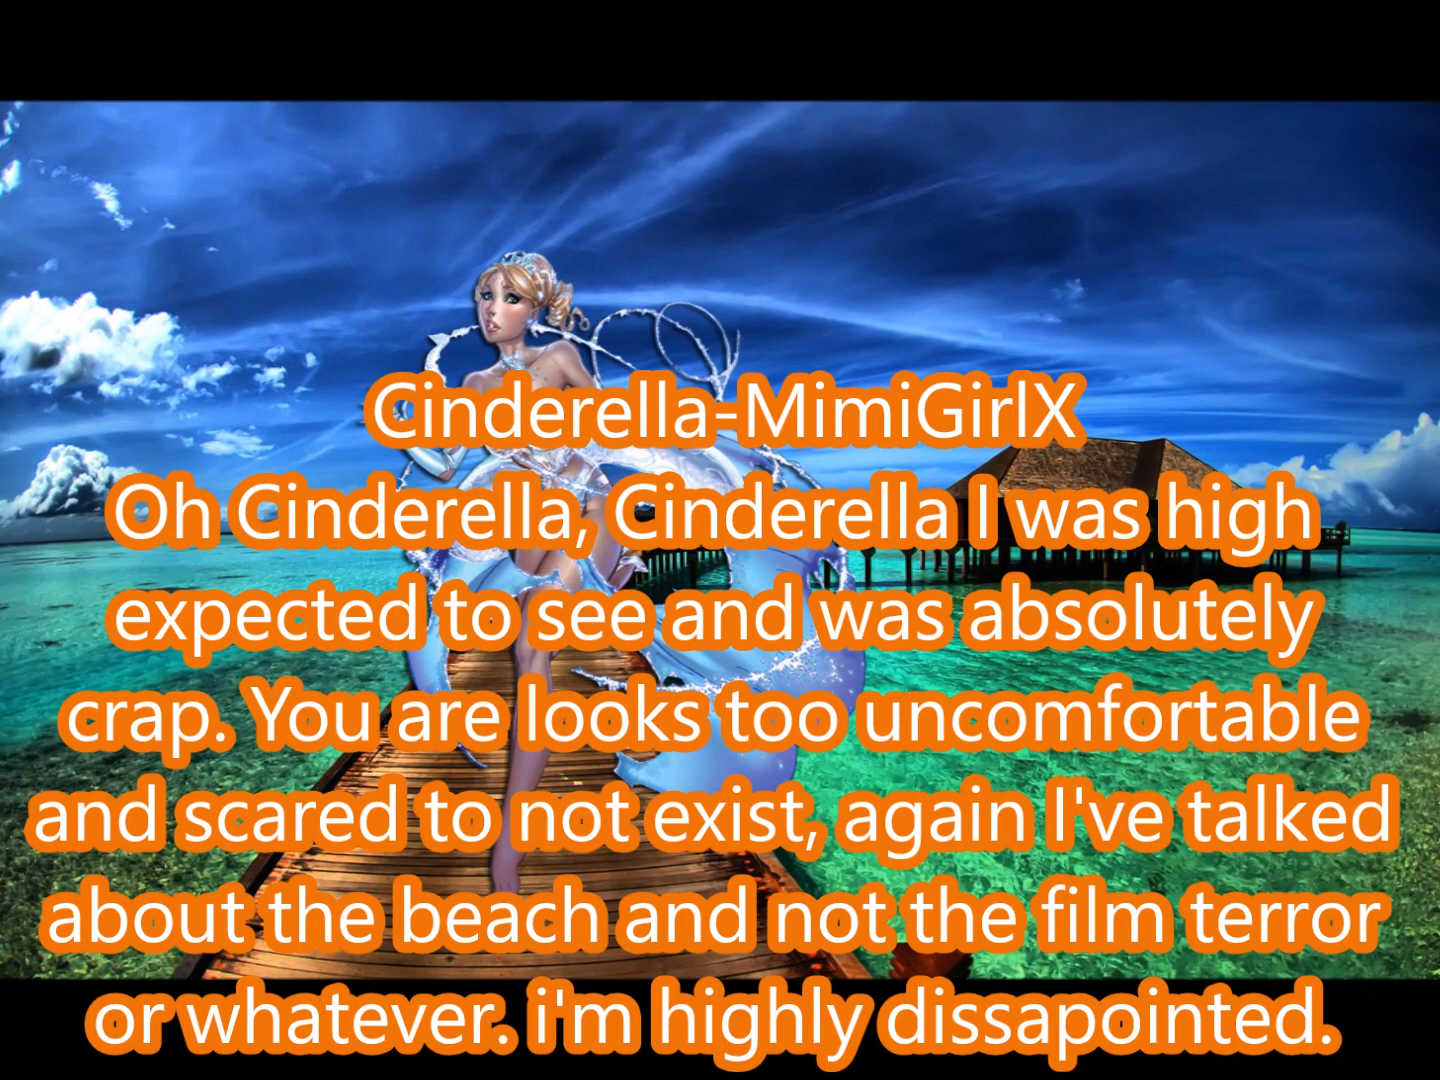 Cinderella-MimiGirlX
Oh Cinderella, Cinderella I was high
expected to see and was absolutely
crap. You are looks too uncomfortable
and scared to not exist, again I've talked
about the beach and not the film terror
or whatever. i'm highly dissapointed.